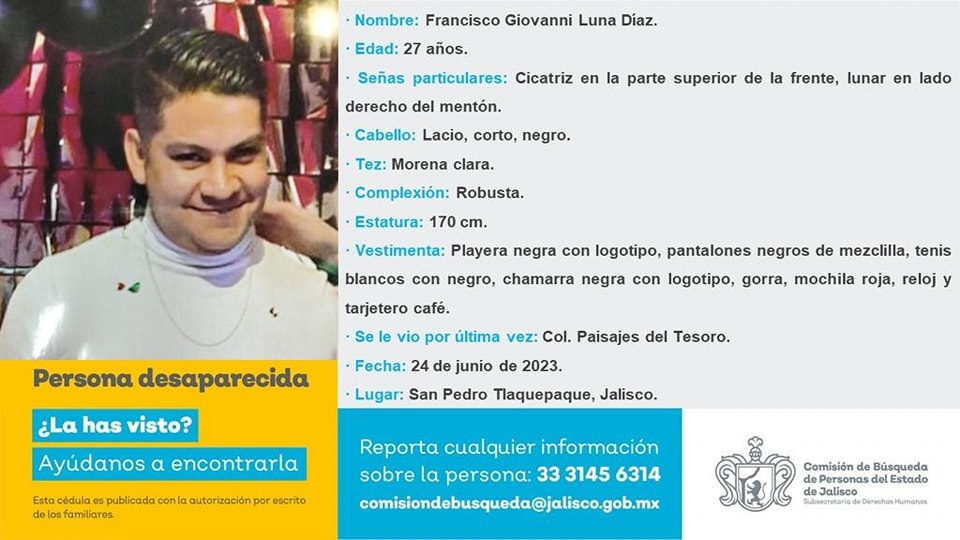 · Nombre: Francisco Giovanni Luna Díaz.
· Edad: 27 años.
· Señas particulares: Cicatriz en la parte superior de la frente, lunar en lado
derecho del mentón.
· Cabello: Lacio, corto, negro.
· Tez: Morena clara.
· Complexión: Robusta.
· Estatura: 170 cm.
· Vestimenta: Playera negra con logotipo, pantalones negros de mezclilla, tenis
blancos con negro, chamarra negra con logotipo, gorra, mochila roja, reloj y
tarjetero café.
· Se le vio por última vez: Col. Paisajes del Tesoro.
· Fecha: 24 de junio de 2023.
· Lugar: San Pedro Tlaquepaque, Jalisco.
Persona desaparecida
¿La has visto?
Ayúdanos a encontrarla
Esta cédula es publicada con la autorización por escrito
de los familiares.
Reporta cualquier información
sobre la persona: 33 3145 6314
comisiondebusqueda@jalisco.gob.mx
Comisión de Búsqueda
de Personas del Estado
de Jalisco
Subsecretaría de Derechos Humanos